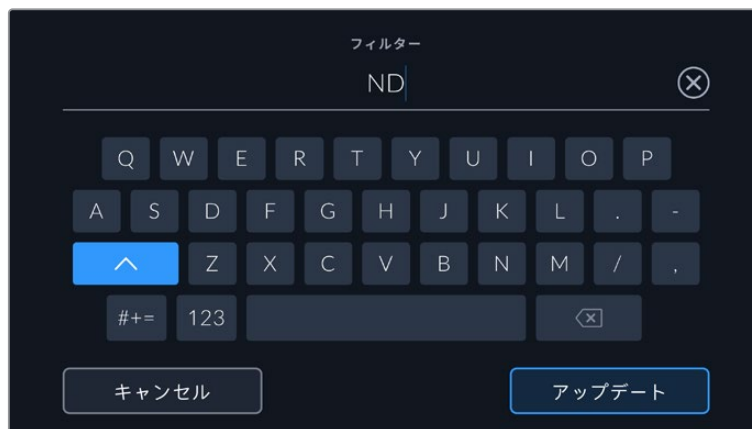 フィルター
ND
Q W E R T Y U I O P
A S D F G H J K L . -
Z X C V B N M / ,
#+= 123
キャンセル アップデート